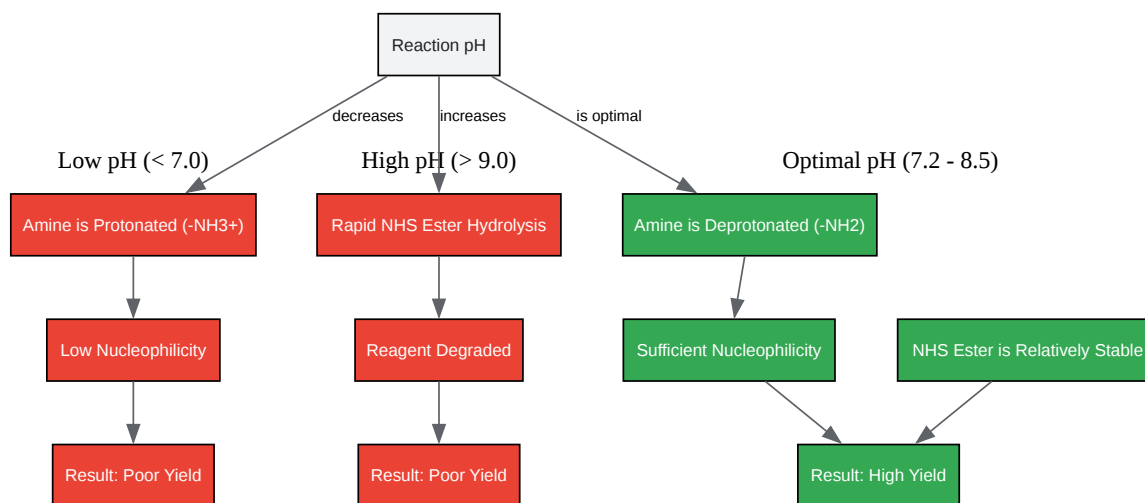 Reaction pH
decreases
increases
is optimal
Low pH (< 7.0)
High pH (> 9.0)
Optimal pH (7.2 - 8.5)
Amine is Protonated (-NH3+)
Rapid NHS Ester Hydrolysis
Amine is Deprotonated (-NH2)
Low Nucleophilicity
Reagent Degraded
Sufficient Nucleophilicity
NHS Ester is Relatively Stable
Result: Poor Yield
Result: Poor Yield
Result: High Yield